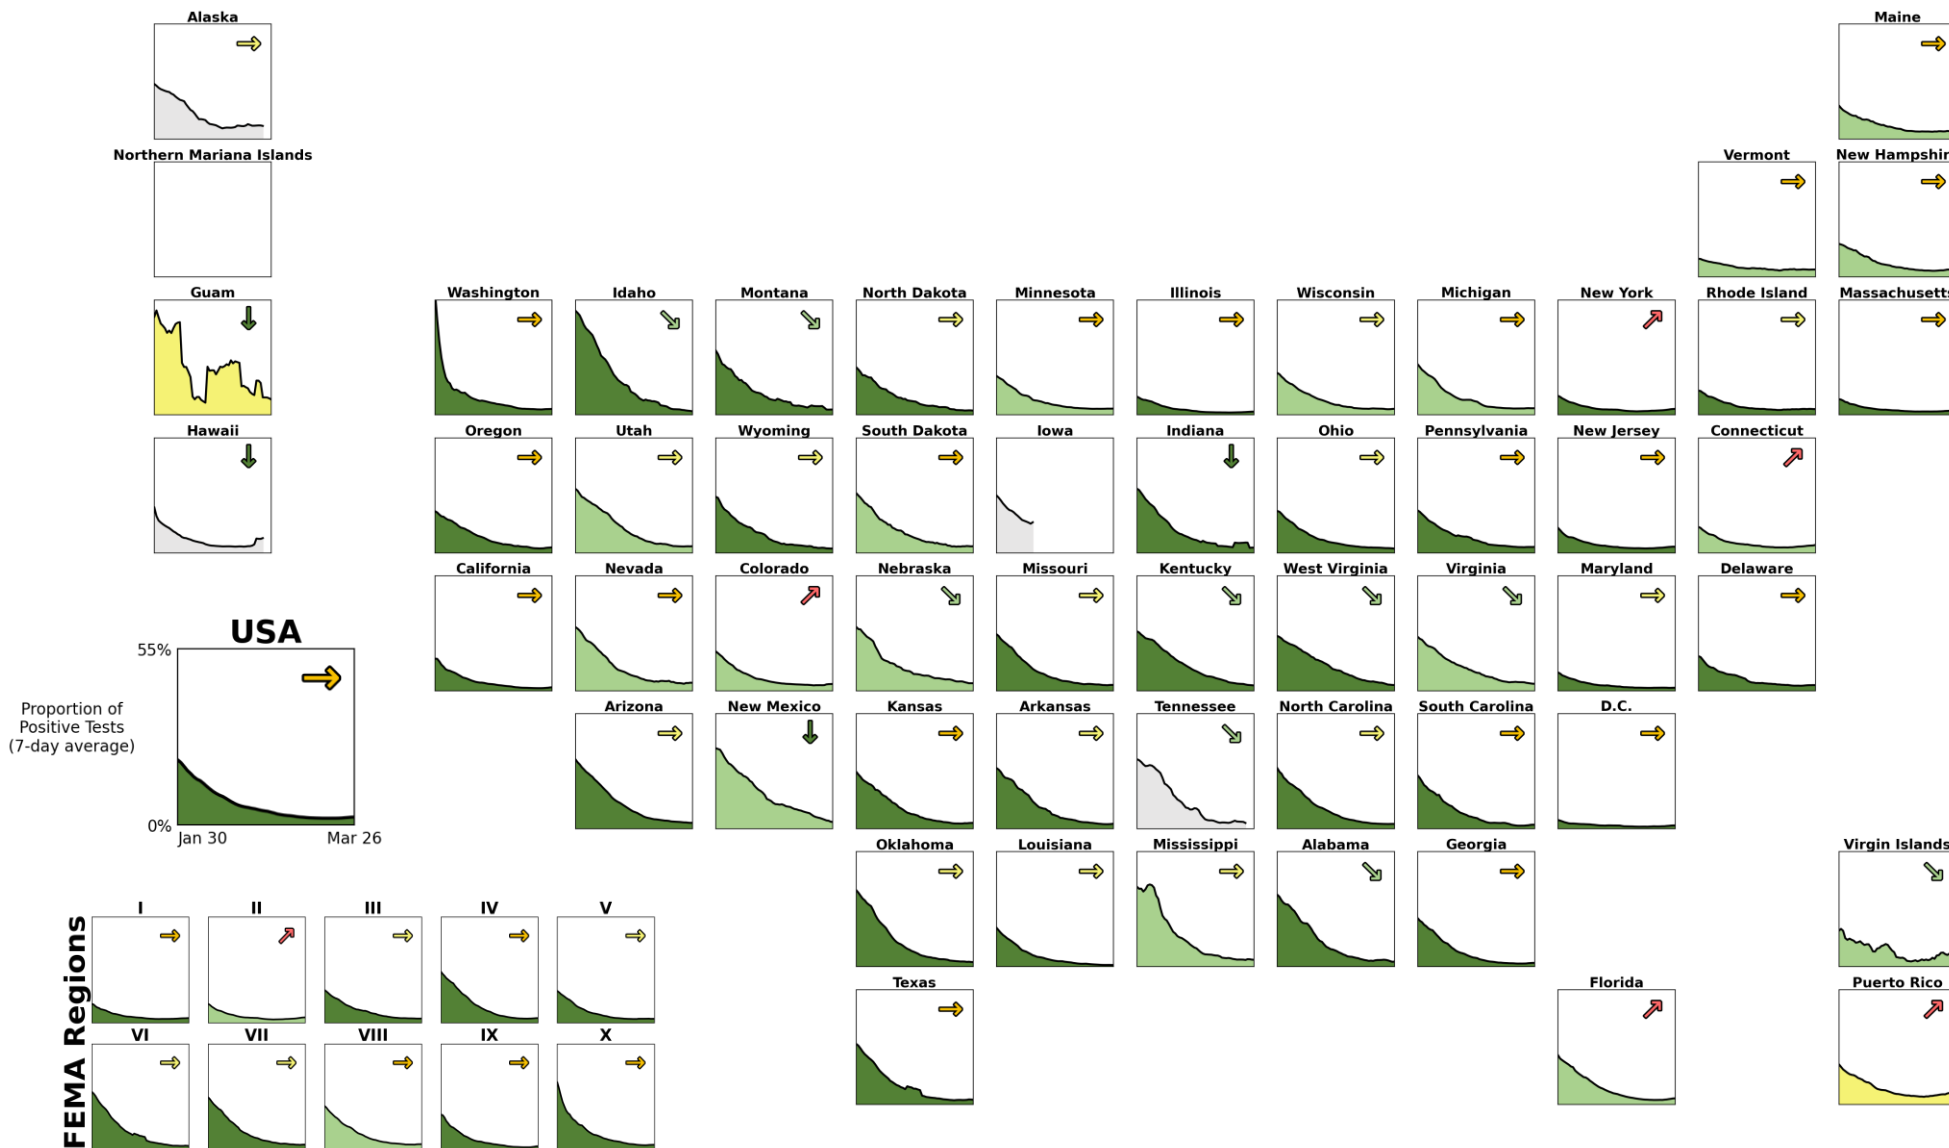 Alaska
Maine
Northern Mariana Islands
Vermont
New Hampshir
Guam
Washington
Idaho
Montana
North Dakota
Minnesota
Illinois
Wisconsin
Michigan
New York
Rhode Island
Massachusetts
Hawaii
Oregon
Utah
Wyoming
South Dakota
Iowa
Indiana
Ohio
Pennsylvania
New Jersey
Connecticut
California
Nevada
Colorado
Nebraska
Missouri
Kentucky
West Virginia
Virginia
Maryland
Delaware
USA
55%
Proportion of
Positive Tests
(7-day average)
0%
Jan 30
Mar 26
Arizona
New Mexico
Kansas
Arkansas
Tennessee
North Carolina
South Carolina
D.C.
Oklahoma
Louisiana
Mississippi
Alabama
Georgia
Virgin Islands
Texas
Florida
Puerto Rico
FEMA Regions
I
II
III
IV
V
VI
VII
VIII
IX
X